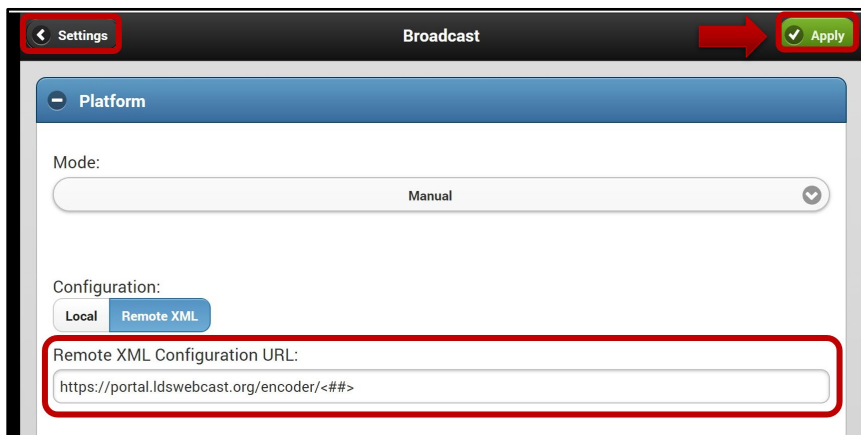 Settings
Broadcast
Apply
Platform
Mode:
Manual
Configuration:
Local Remote XML
Remote XML Configuration URL:
https://portal.ldswebcast.org/encoder/<##>